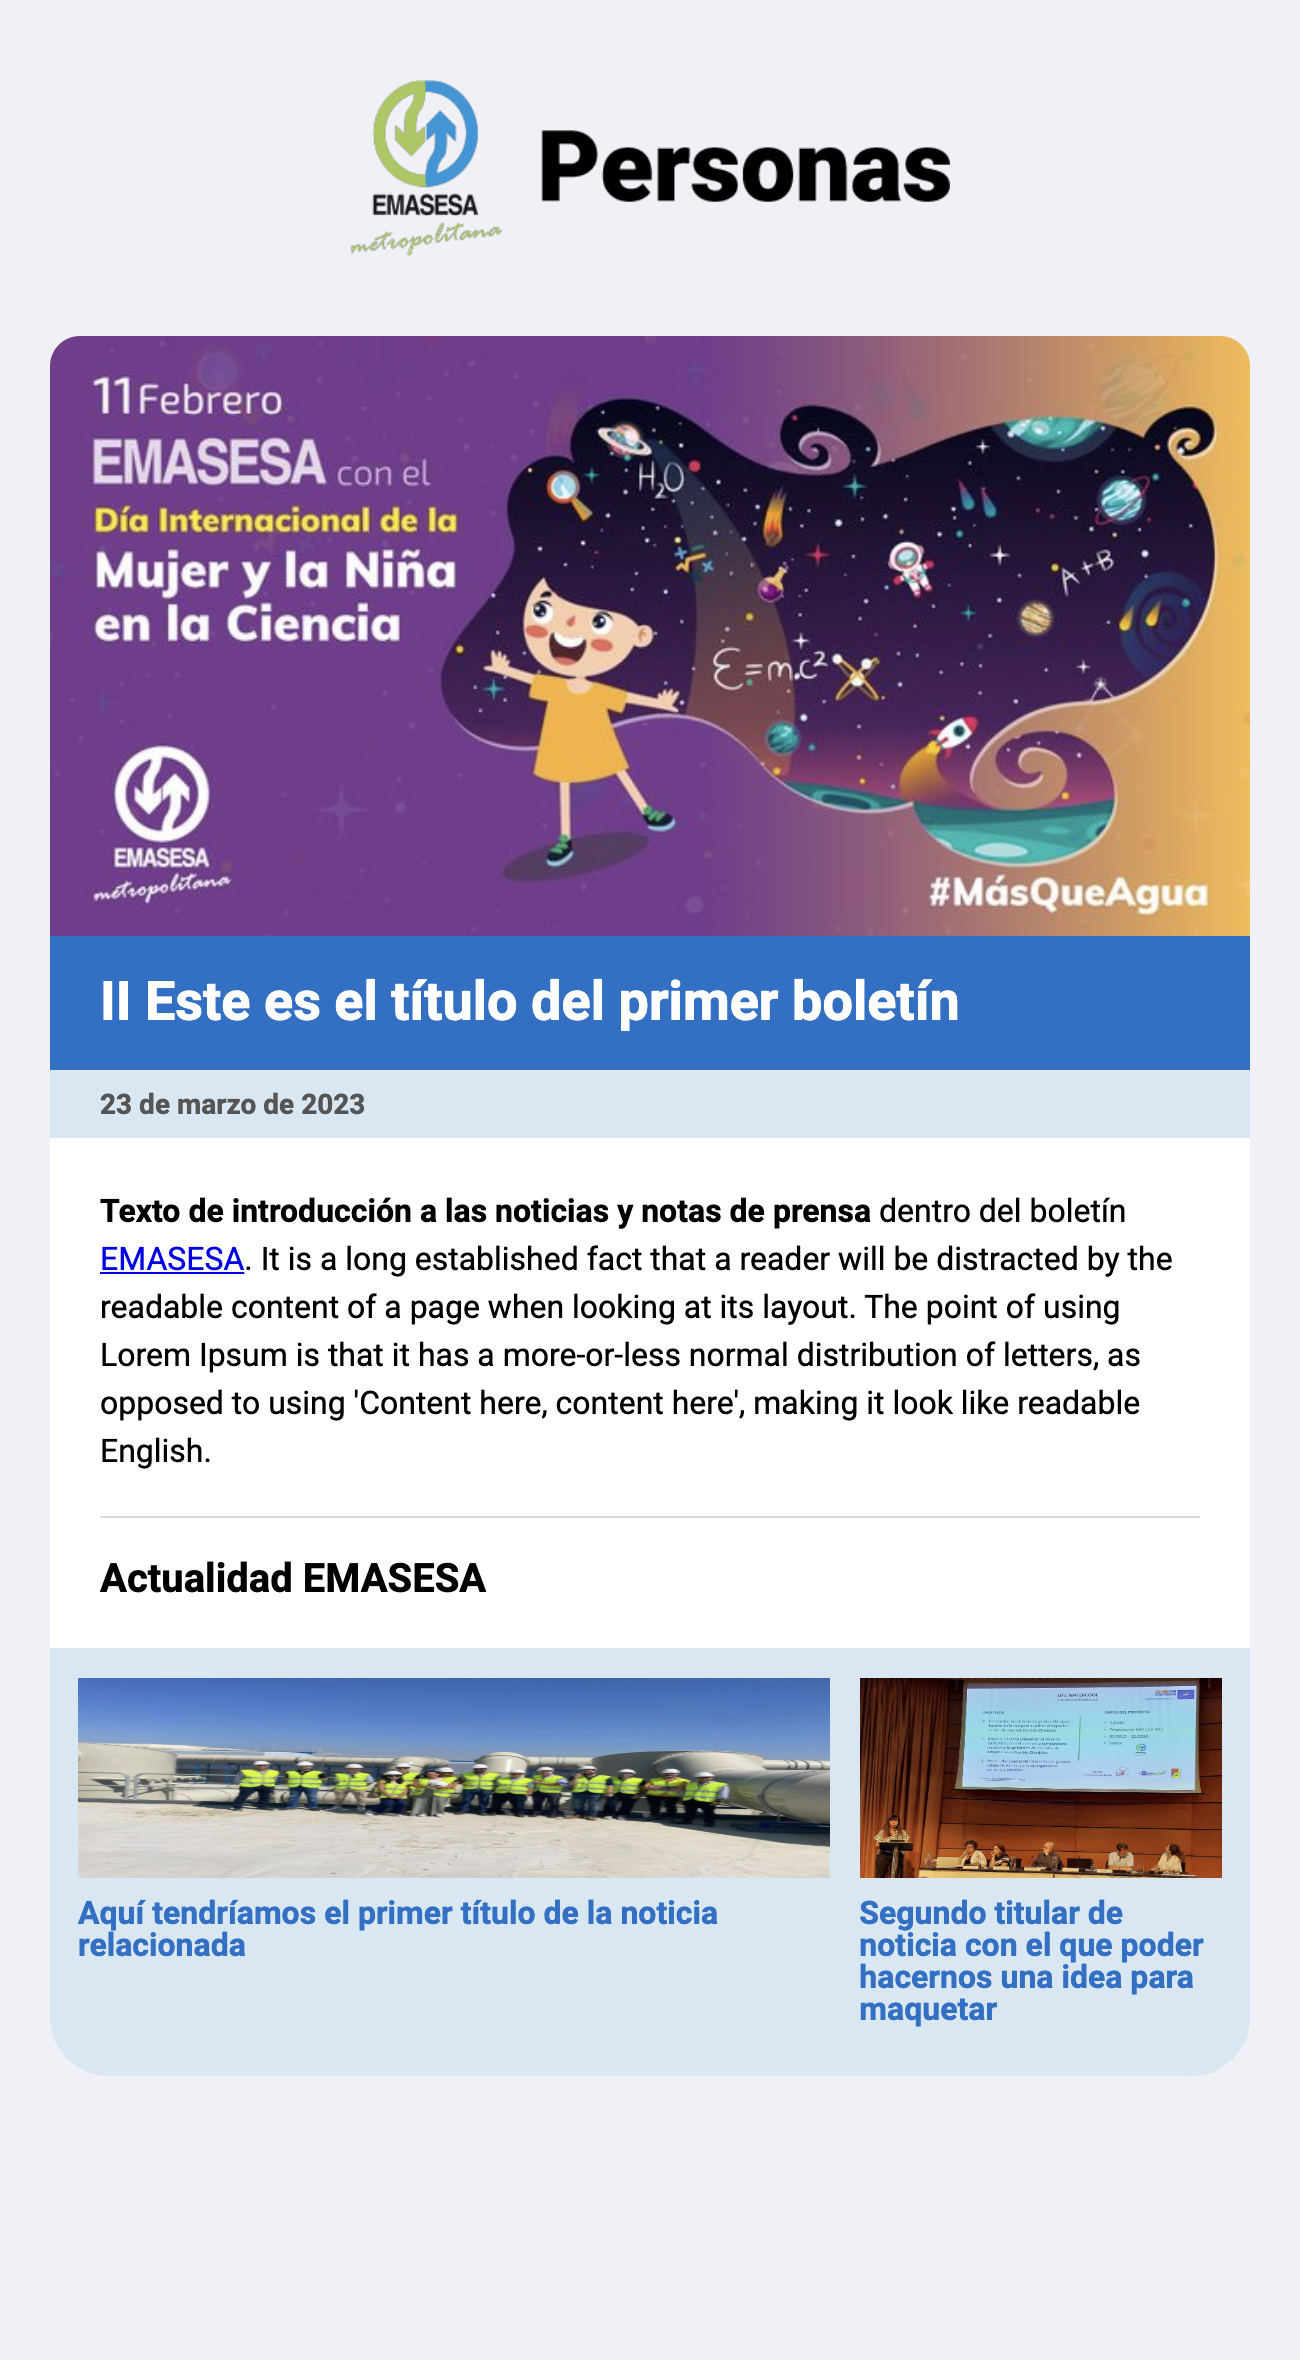 EMASESA
metropolitana
Personas
11 Febrero
EMASESA con el
Día Internacional de la
Mujer y la Niña
en la Ciencia
H₂O
A+B
E=mc²
EMASESA
metropolitana
#MásQueAgua
II Este es el título del primer boletín
23 de marzo de 2023
Texto de introducción a las noticias y notas de prensa dentro del boletín
EMASESA. It is a long established fact that a reader will be distracted by the
readable content of a page when looking at its layout. The point of using
Lorem Ipsum is that it has a more-or-less normal distribution of letters, as
opposed to using 'Content here, content here', making it look like readable
English.
Actualidad EMASESA
LIFE WATERCOOL
Aquí tendríamos el primer título de la noticia
relacionada
Segundo titular de
noticia con el que poder
hacernos una idea para
maquetar